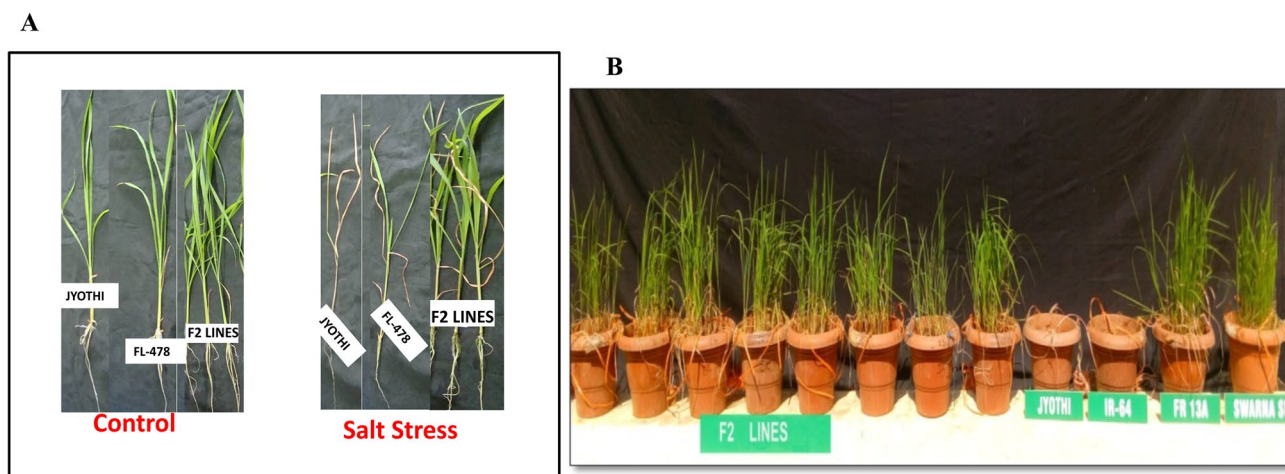 A
B
JYOTHI
FL-478
F2 LINES
Control
JYOTHI
FL-478
F2 LINES
Salt Stress
F2 LINES
JYOTHI
IR-64
FR 13A
SWARNA S